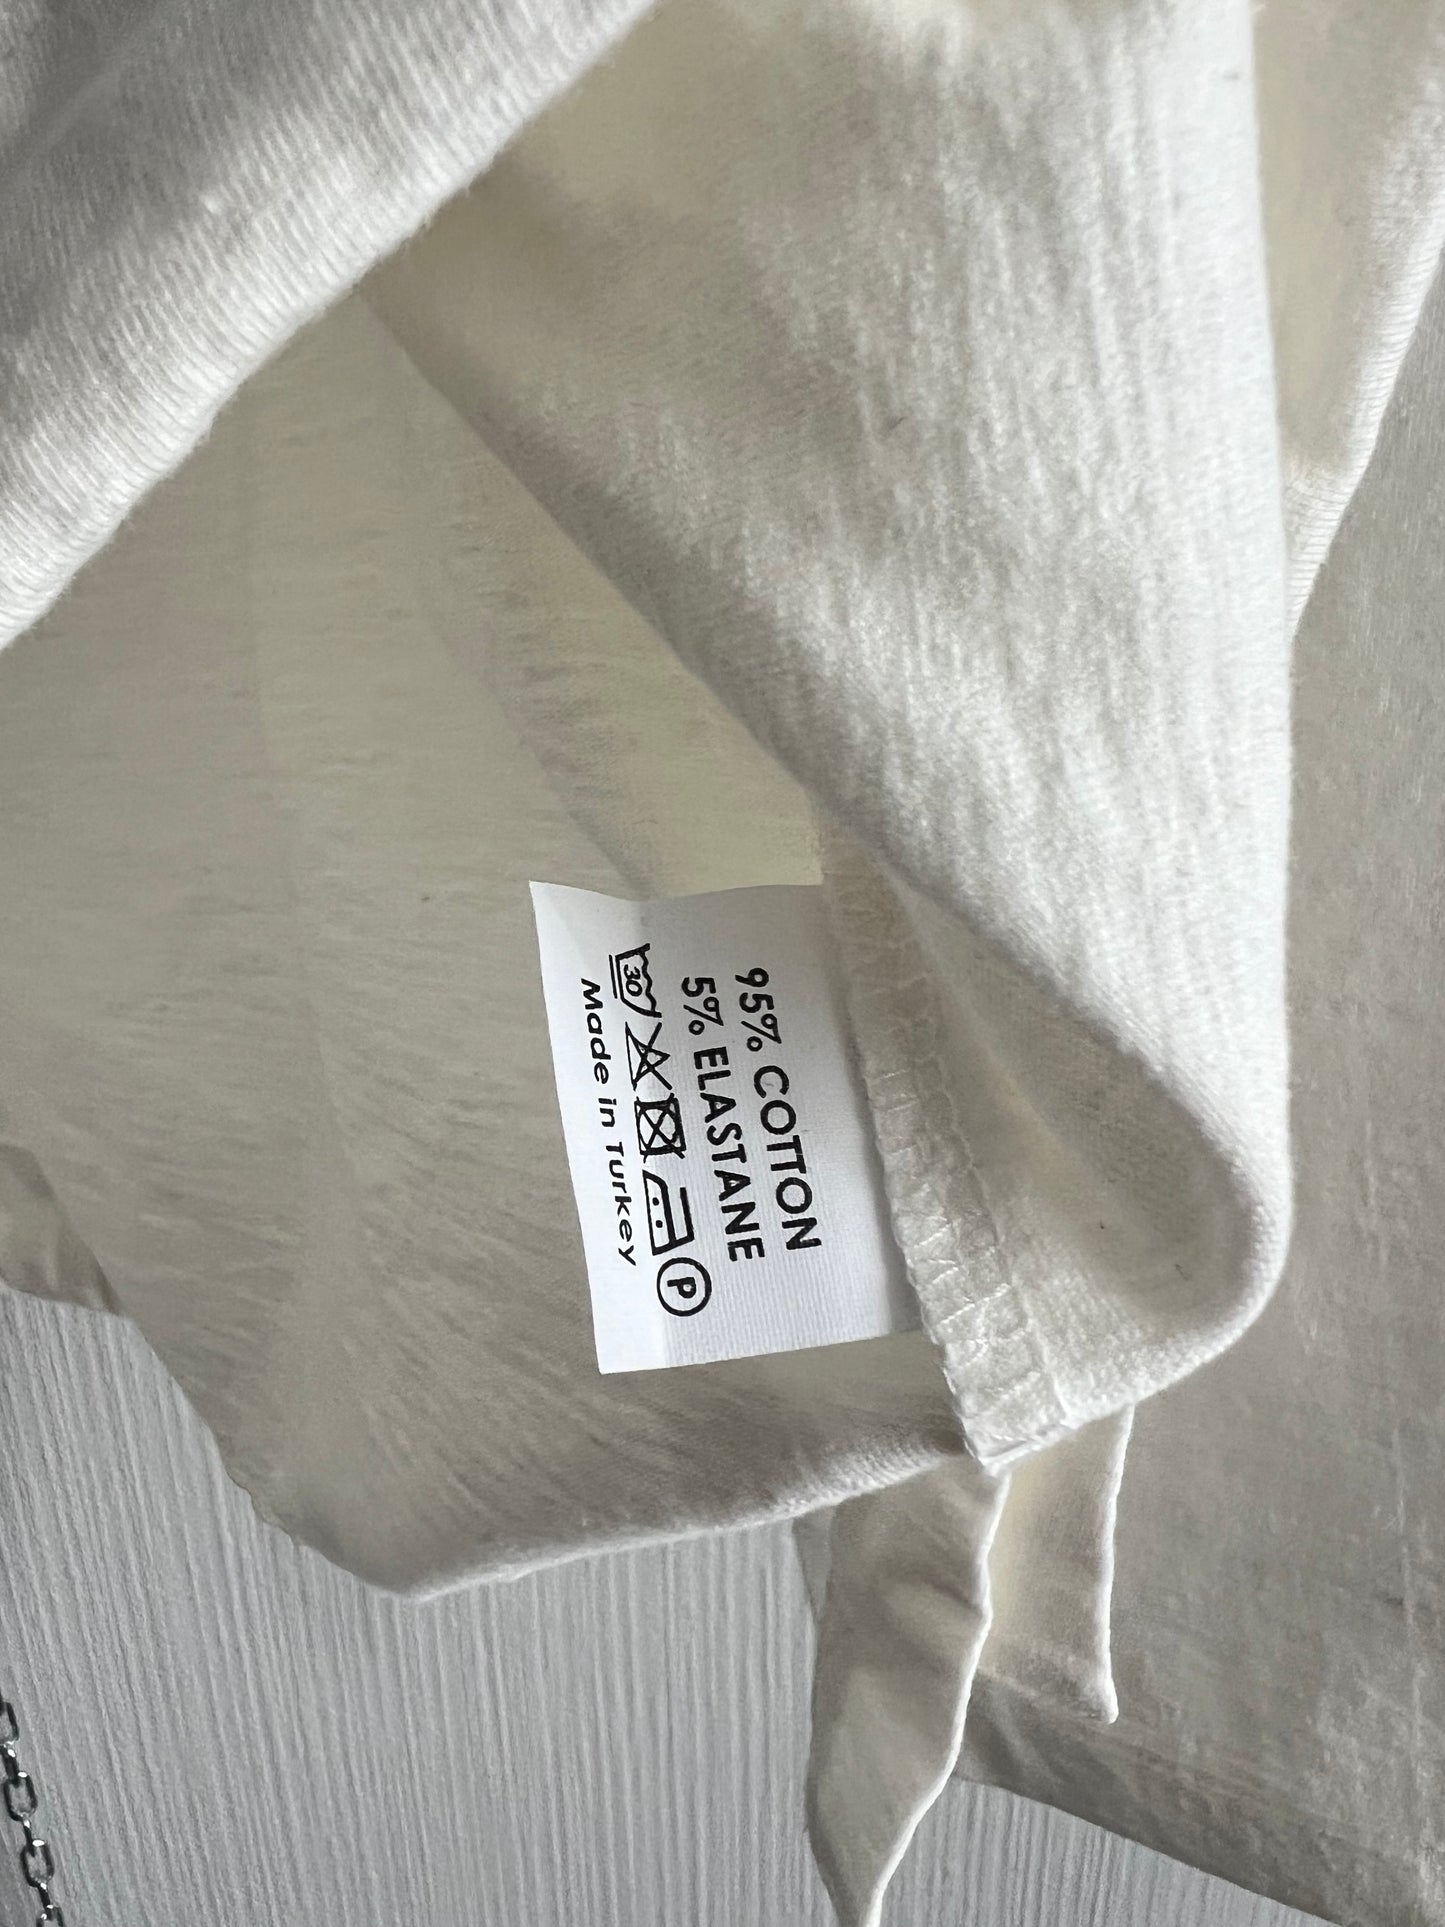 95% COTTON
5% ELASTANE
30 P
Made in Turkey